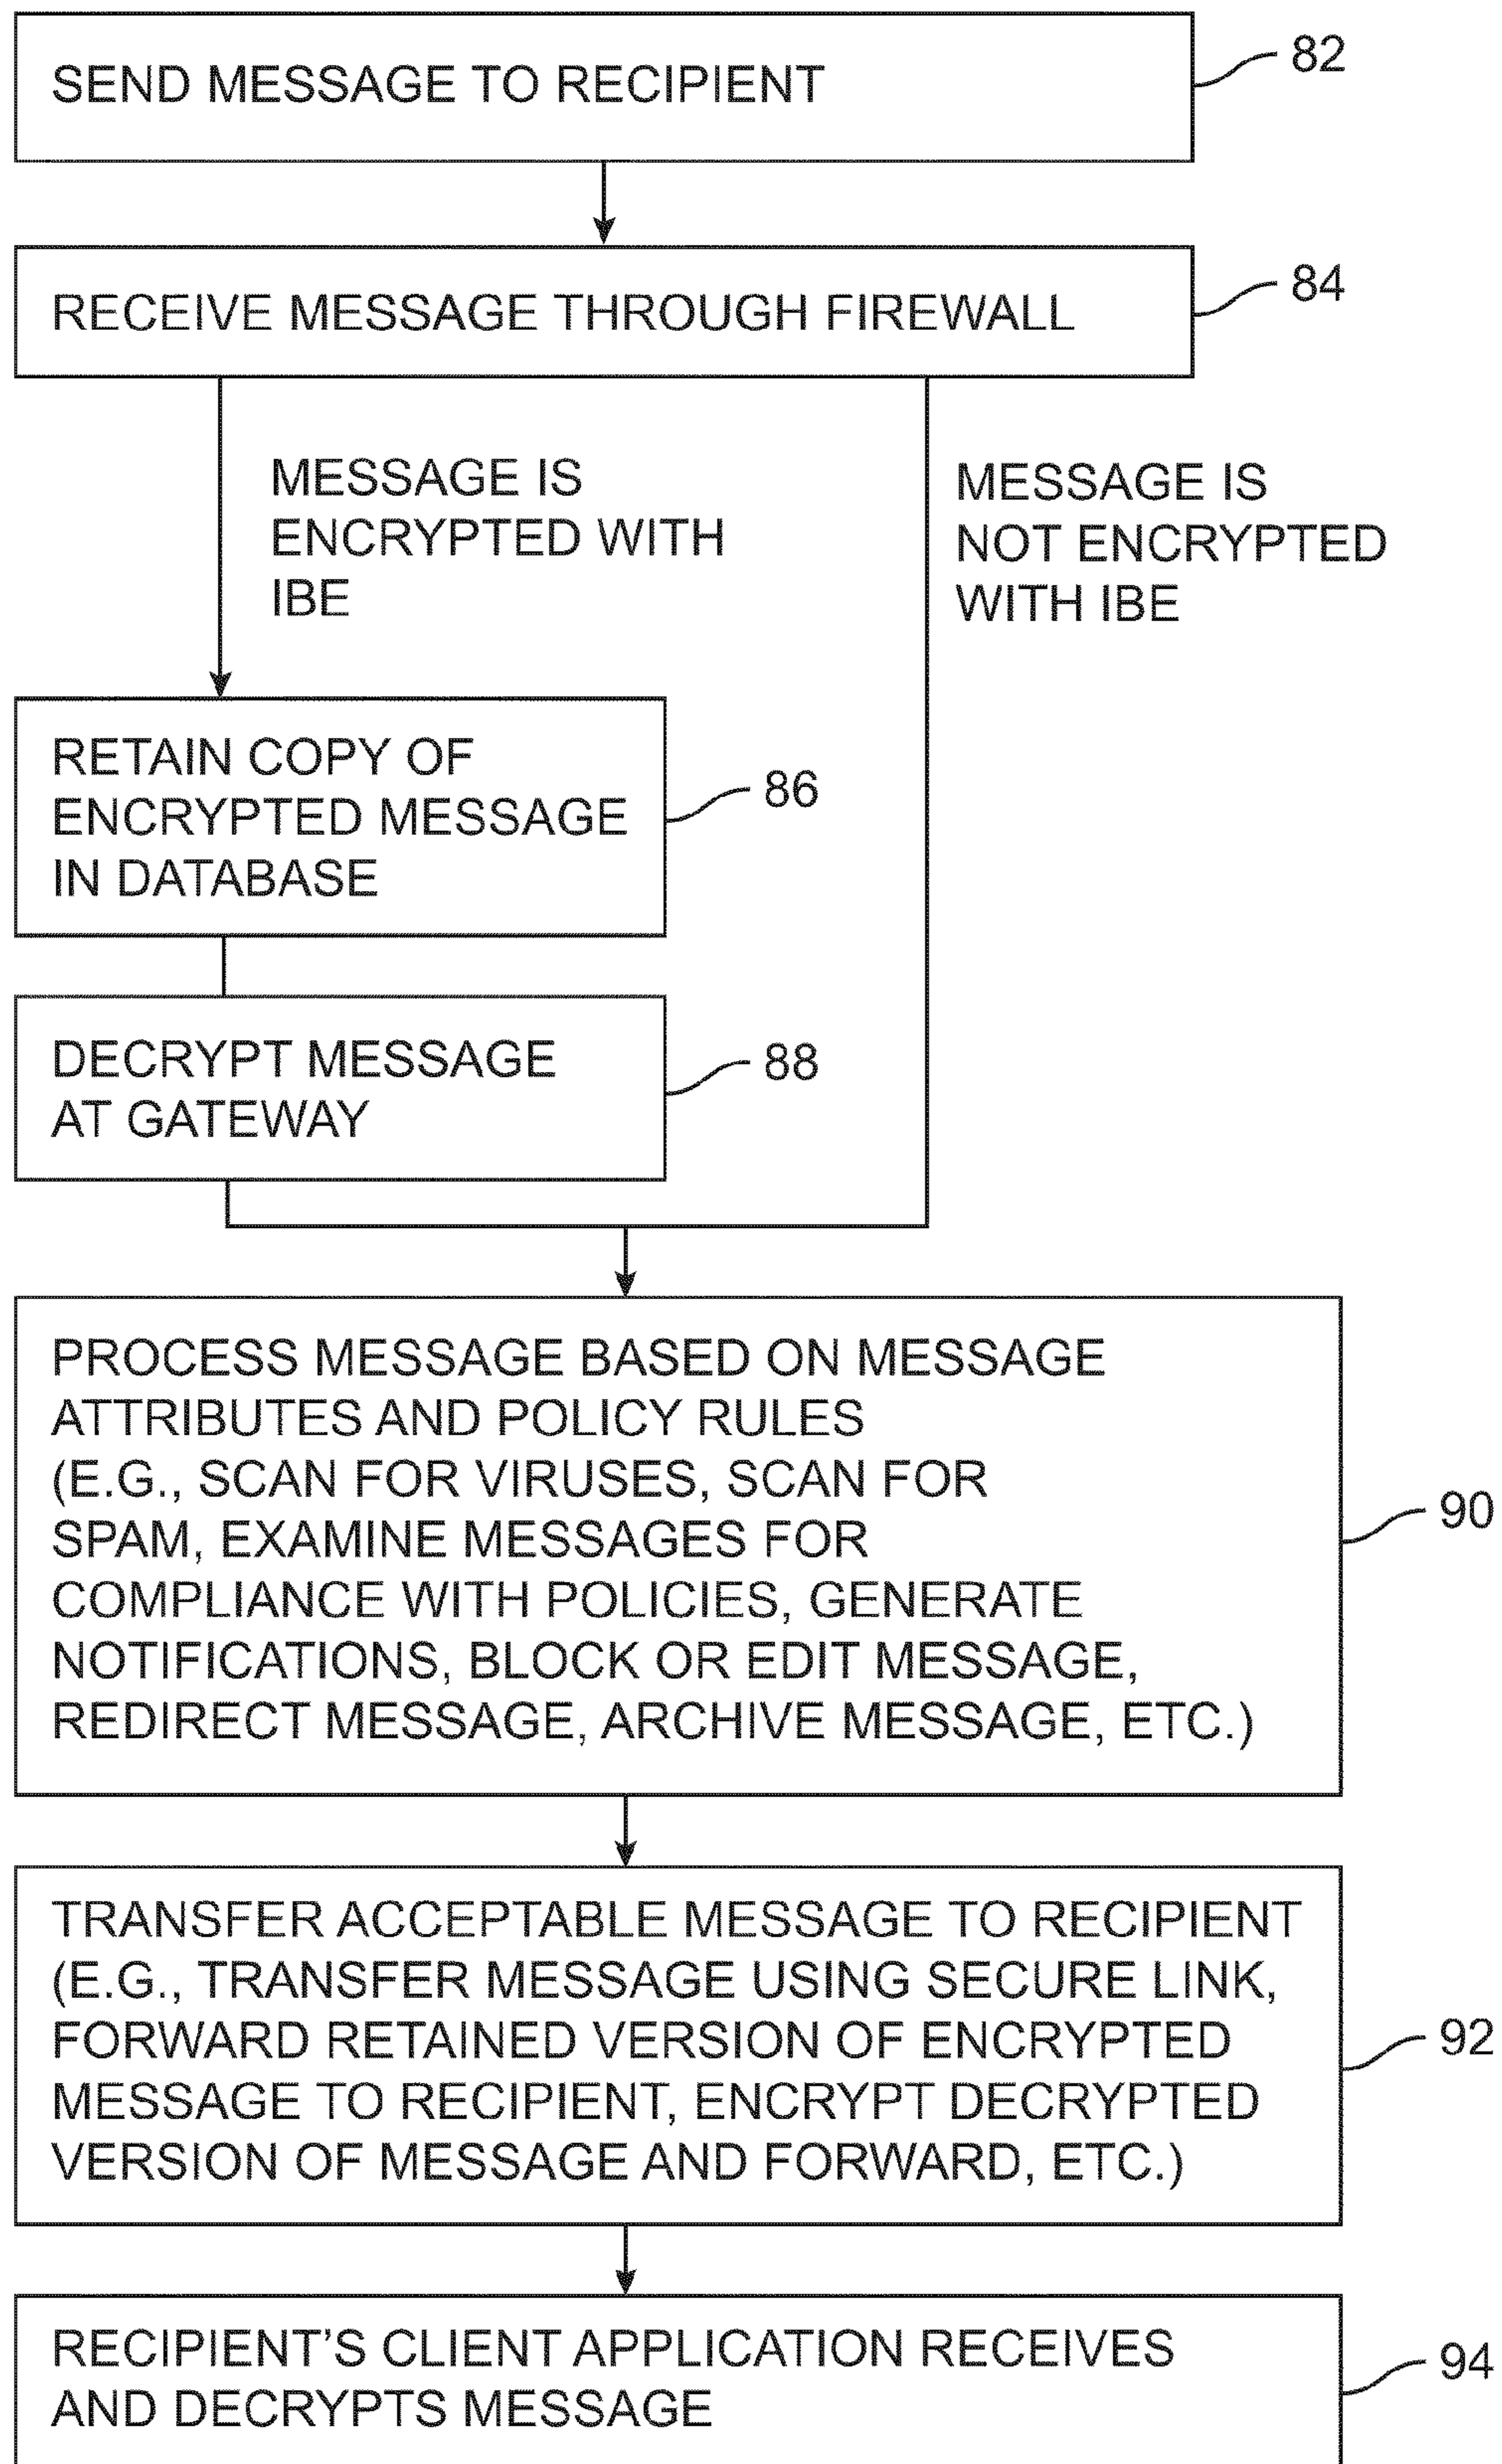 SEND MESSAGE TO RECIPIENT
82
RECEIVE MESSAGE THROUGH FIREWALL
84
MESSAGE IS
ENCRYPTED WITH
IBE
MESSAGE IS
NOT ENCRYPTED
WITH IBE
RETAIN COPY OF
ENCRYPTED MESSAGE
IN DATABASE
86
DECRYPT MESSAGE
AT GATEWAY
88
PROCESS MESSAGE BASED ON MESSAGE
ATTRIBUTES AND POLICY RULES
(E.G., SCAN FOR VIRUSES, SCAN FOR
SPAM, EXAMINE MESSAGES FOR
COMPLIANCE WITH POLICIES, GENERATE
NOTIFICATIONS, BLOCK OR EDIT MESSAGE,
REDIRECT MESSAGE, ARCHIVE MESSAGE, ETC.)
90
TRANSFER ACCEPTABLE MESSAGE TO RECIPIENT
(E.G., TRANSFER MESSAGE USING SECURE LINK,
FORWARD RETAINED VERSION OF ENCRYPTED
MESSAGE TO RECIPIENT, ENCRYPT DECRYPTED
VERSION OF MESSAGE AND FORWARD, ETC.)
92
RECIPIENT'S CLIENT APPLICATION RECEIVES
AND DECRYPTS MESSAGE
94